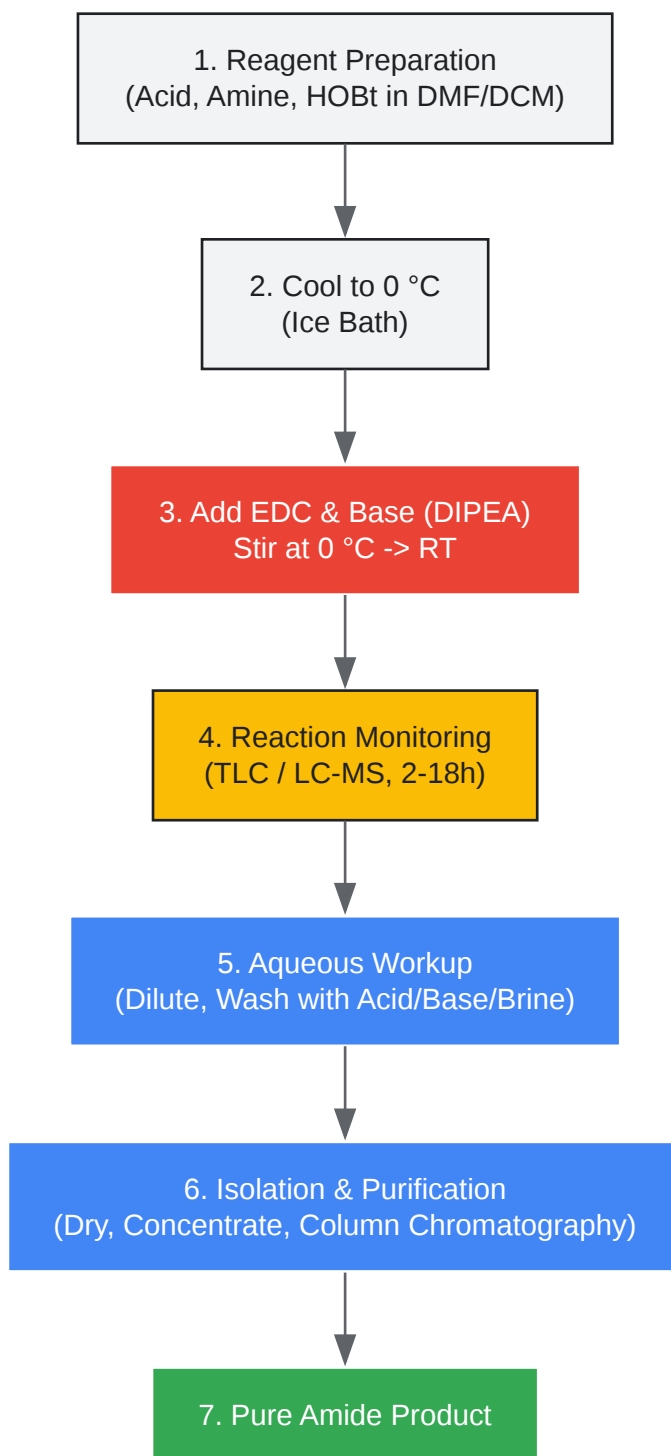 1. Reagent Preparation
(Acid, Amine, HOBt in DMF/DCM)
2. Cool to 0 °C
(Ice Bath)
3. Add EDC & Base (DIPEA)
Stir at 0 °C -> RT
4. Reaction Monitoring
(TLC / LC-MS, 2-18h)
5. Aqueous Workup
(Dilute, Wash with Acid/Base/Brine)
6. Isolation & Purification
(Dry, Concentrate, Column Chromatography)
7. Pure Amide Product